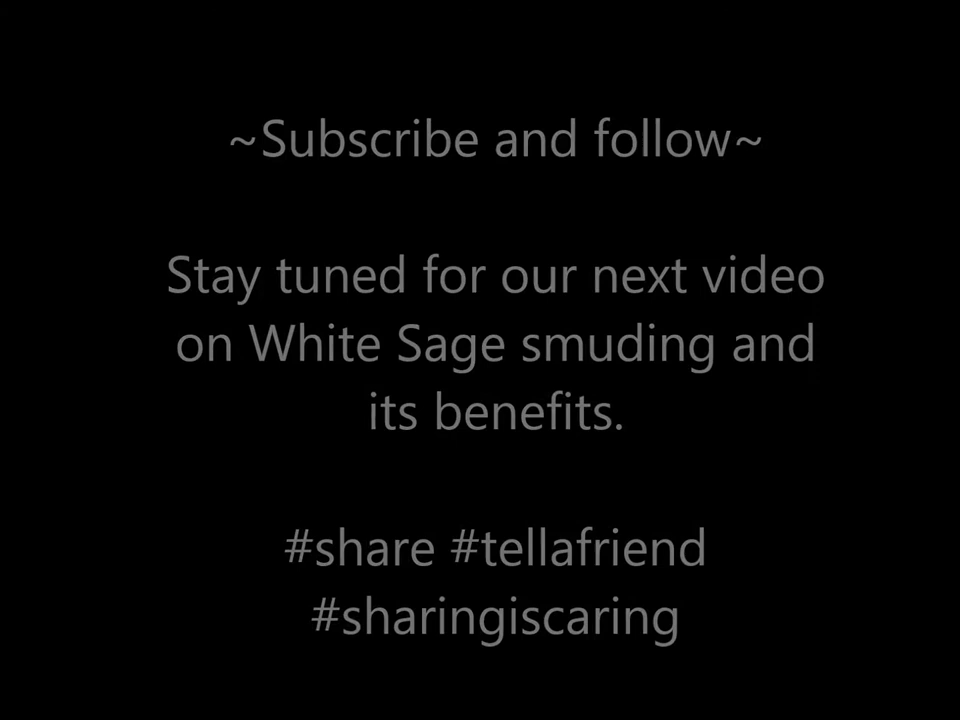 ~Subscribe and follow~
Stay tuned for our next video
on White Sage smuding and
its benefits.
#share #tellafriend
#sharingiscaring